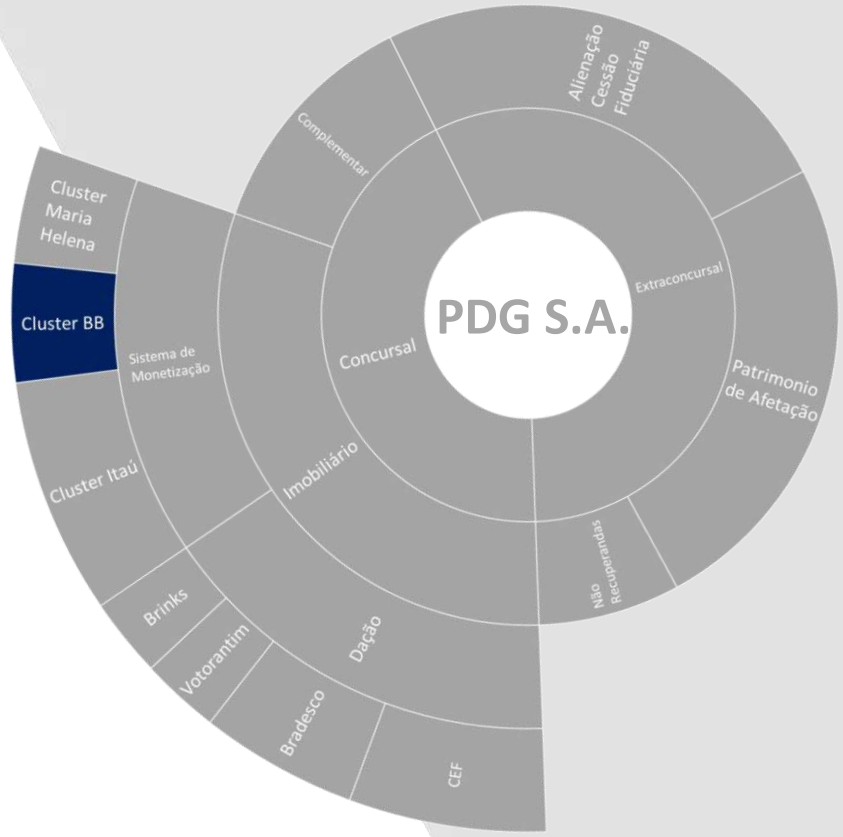 PDG S.A.
Concursal
Extraconcursal
Complementar
Imobiliário
Alienação
Cessão
Fiduciária
Patrimonio
de Afetação
Não
Recuperandas
Sistema de
Monetização
Dação
Cluster
Maria
Helena
Cluster BB
Cluster Itaú
Brinks
Votorantim
Bradesco
CEF